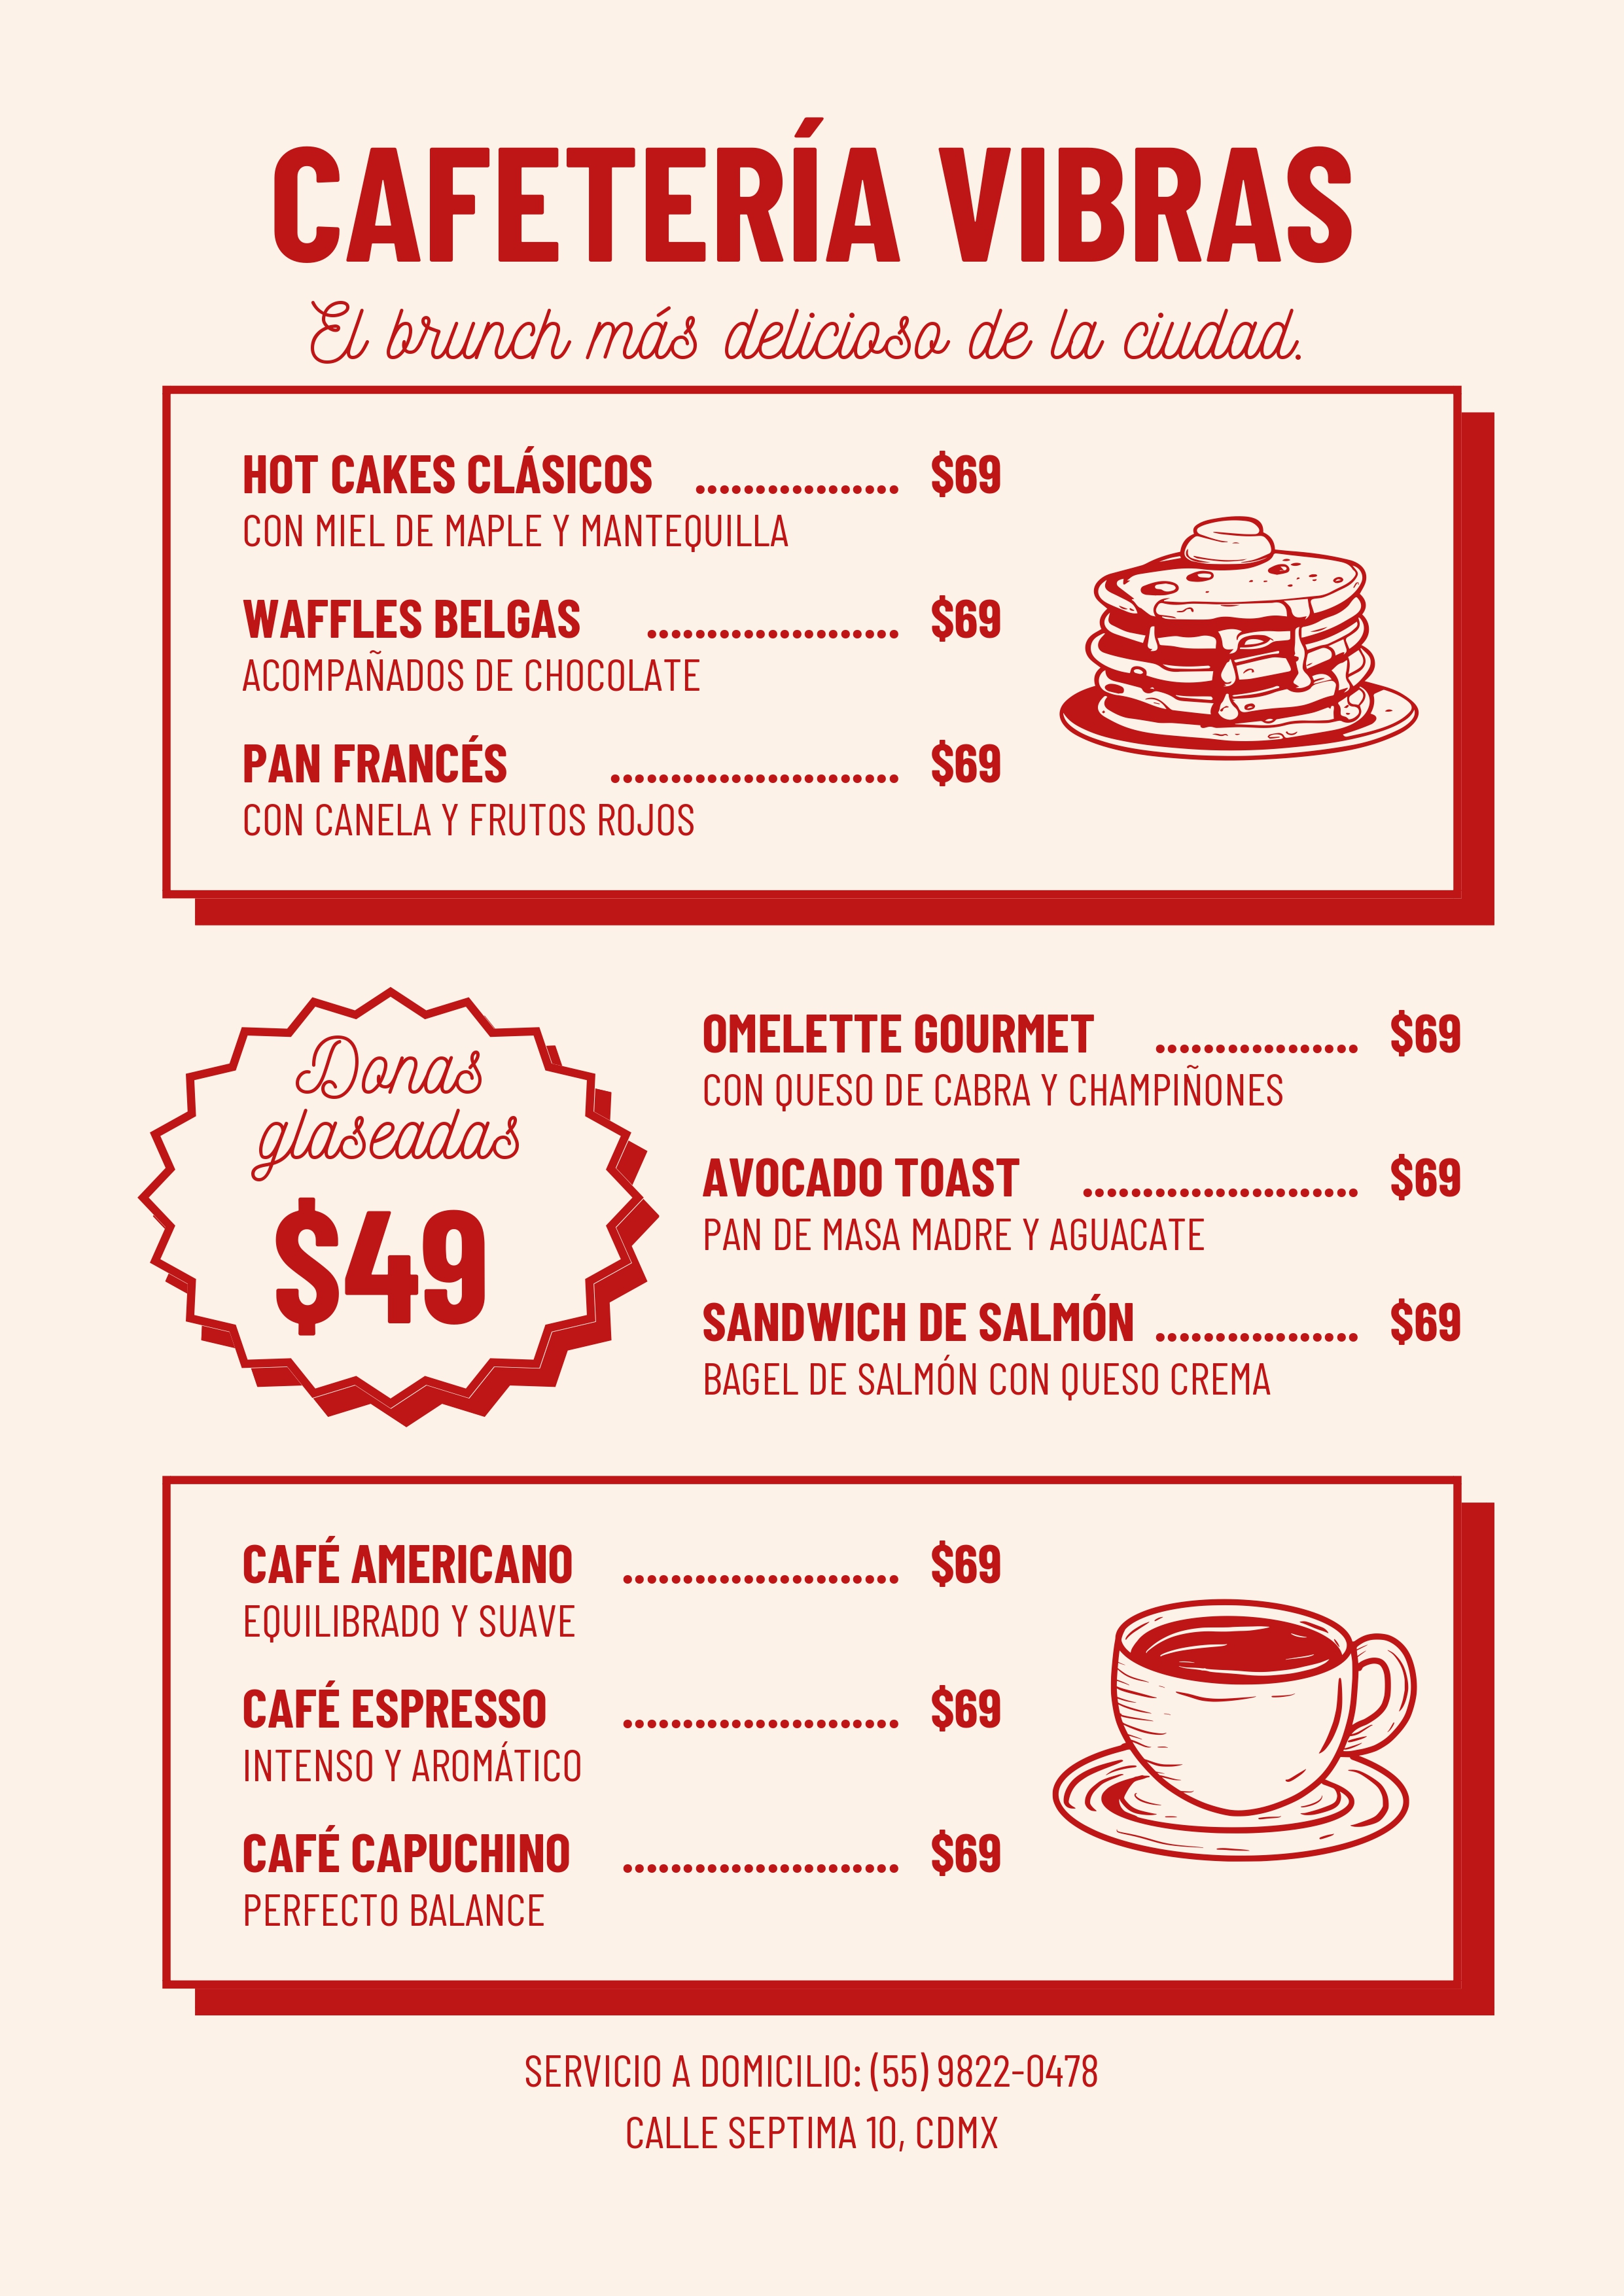 CAFETERÍA VIBRAS
El brunch más delicioso de la ciudad.
HOT CAKES CLÁSICOS ................. $69
CON MIEL DE MAPLE Y MANTEQUILLA
WAFFLES BELGAS ..................... $69
ACOMPAÑADOS DE CHOCOLATE
PAN FRANCÉS ........................ $69
CON CANELA Y FRUTOS ROJOS
Donas
glaseadas
$49
OMELETTE GOURMET ................. $69
CON QUESO DE CABRA Y CHAMPIÑONES
AVOCADO TOAST ....................... $69
PAN DE MASA MADRE Y AGUACATE
SANDWICH DE SALMÓN ................. $69
BAGEL DE SALMÓN CON QUESO CREMA
CAFÉ AMERICANO ....................... $69
EQUILIBRADO Y SUAVE
CAFÉ ESPRESSO ....................... $69
INTENSO Y AROMÁTICO
CAFÉ CAPUCHINO ....................... $69
PERFECTO BALANCE
SERVICIO A DOMICILIO: (55) 9822-0478
CALLE SEPTIMA 10, CDMX